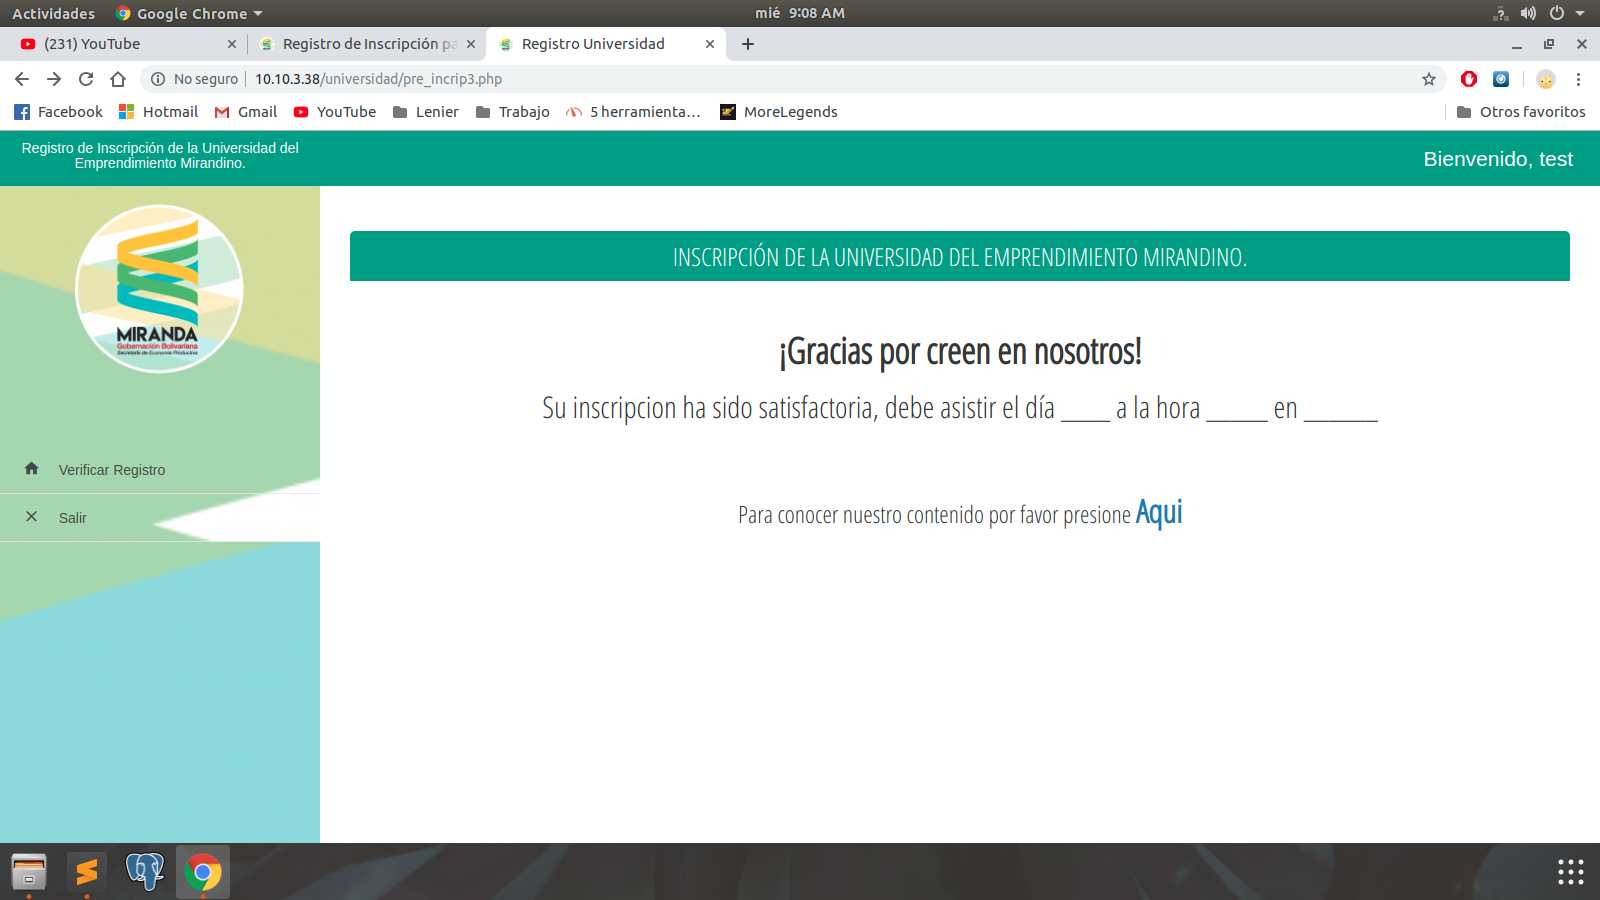 Actividades Google Chrome mié 9:08 AM
(231) YouTube Registro de Inscripción pa Registro Universidad
No seguro 10.10.3.38/universidad/pre_incrip3.php
Facebook Hotmail Gmail YouTube Lenier Trabajo 5 herramienta... MoreLegends Otros favoritos
Registro de Inscripción de la Universidad del
Emprendimiento Mirandino.
Bienvenido, test
MIRANDA
Gobernación Bolivariana
Secretaría de Economía Productiva
Verificar Registro
Salir
INSCRIPCIÓN DE LA UNIVERSIDAD DEL EMPRENDIMIENTO MIRANDINO.
¡Gracias por creen en nosotros!
Su inscripcion ha sido satisfactoria, debe asistir el día ____ a la hora _____ en ______
Para conocer nuestro contenido por favor presione Aqui